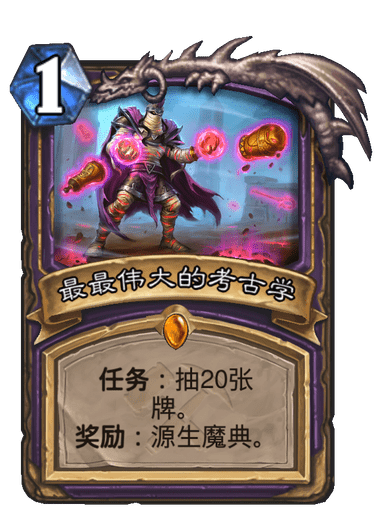 1
最最伟大的考古学
任务：抽20张
牌。
奖励：源生魔典。